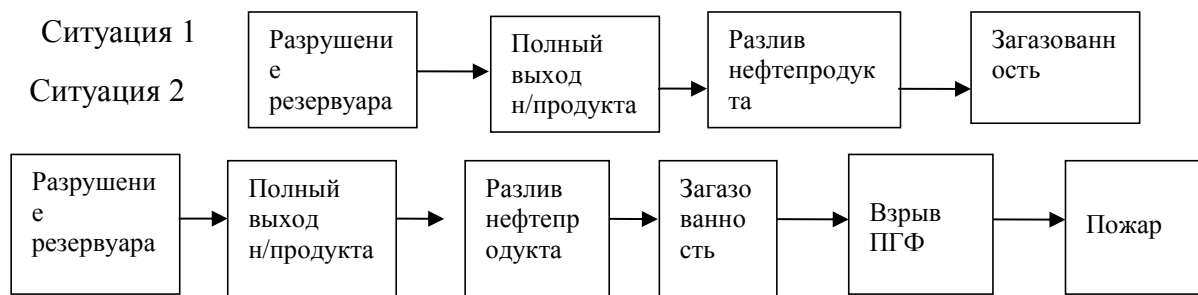 Ситуация 1
Ситуация 2
Разрушени
е
резервуара
Полный
выход
н/продукта
Разлив
нефтепродук
та
Загазованн
ость
Разрушени
е
резервуара
Полный
выход
н/продукта
Разлив
нефтепр
одукта
Загазо
ванно
сть
Взрыв
ПГФ
Пожар